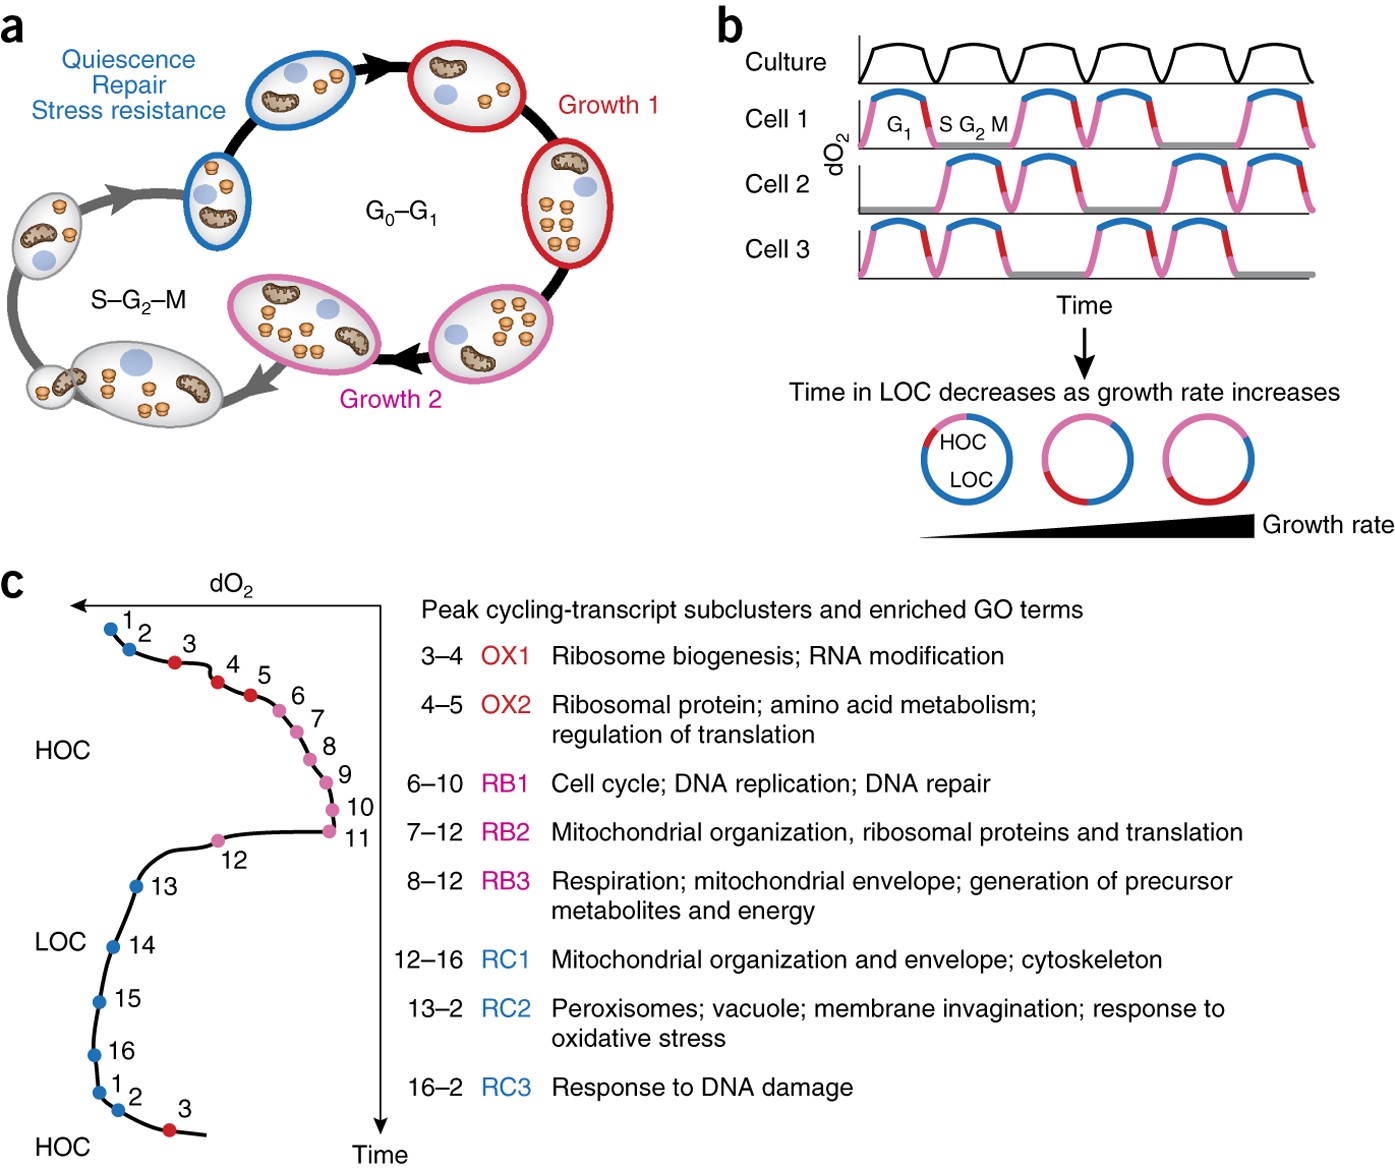 a
Quiescence
Repair
Stress resistance
Growth 1
G0–G1
S–G2–M
Growth 2
b
Culture
Cell 1
Cell 2
Cell 3
dO2
G1
S G2 M
Time
Time in LOC decreases as growth rate increases
HOC
LOC
Growth rate
c
dO2
1
2
3
4
5
6
7
8
9
10
11
12
13
14
15
16
1
2
3
HOC
LOC
HOC
Time
Peak cycling-transcript subclusters and enriched GO terms
3–4 OX1 Ribosome biogenesis; RNA modification
4–5 OX2 Ribosomal protein; amino acid metabolism;
regulation of translation
6–10 RB1 Cell cycle; DNA replication; DNA repair
7–12 RB2 Mitochondrial organization, ribosomal proteins and translation
8–12 RB3 Respiration; mitochondrial envelope; generation of precursor
metabolites and energy
12–16 RC1 Mitochondrial organization and envelope; cytoskeleton
13–2 RC2 Peroxisomes; vacuole; membrane invagination; response to
oxidative stress
16–2 RC3 Response to DNA damage